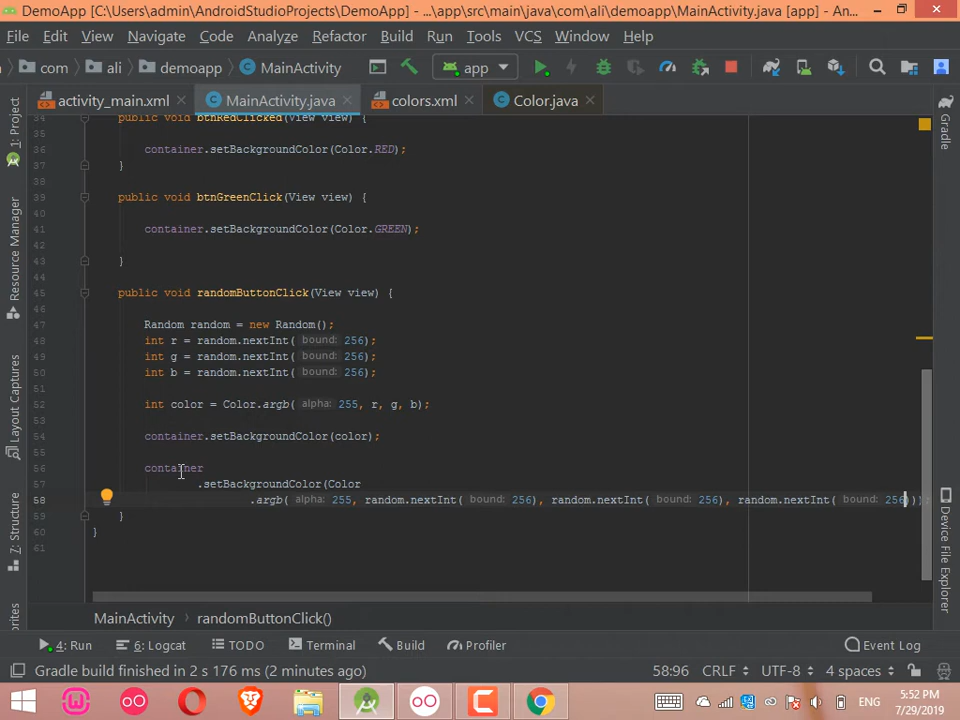 DemoApp [C:\Users\admin\AndroidStudioProjects\DemoApp] - ...\app\src\main\java\com\ali\demoapp\MainActivity.java [app] - An...
File Edit View Navigate Code Analyze Refactor Build Run Tools VCS Window Help
com ali demoapp MainActivity app
activity_main.xml MainActivity.java colors.xml Color.java
1: Project
Resource Manager
Layout Captures
7: Structure
Gradle
Device File Explorer
34 public void btnRedClicked(View view) {
35
36 container.setBackgroundColor(Color.RED);
37 }
38
39 public void btnGreenClick(View view) {
40
41 container.setBackgroundColor(Color.GREEN);
42
43 }
44
45 public void randomButtonClick(View view) {
46
47 Random random = new Random();
48 int r = random.nextInt( bound: 256);
49 int g = random.nextInt( bound: 256);
50 int b = random.nextInt( bound: 256);
51
52 int color = Color.argb( alpha: 255, r, g, b);
53
54 container.setBackgroundColor(color);
55
56 container
57 .setBackgroundColor(Color
58 .argb( alpha: 255, random.nextInt( bound: 256), random.nextInt( bound: 256), random.nextInt( bound: 256)));
59 }
60 }
61
MainActivity randomButtonClick()
4: Run 6: Logcat TODO Terminal Build Profiler Event Log
Gradle build finished in 2 s 176 ms (2 minutes ago) 58:96 CRLF UTF-8 4 spaces
ENG 5:52 PM
7/29/2019